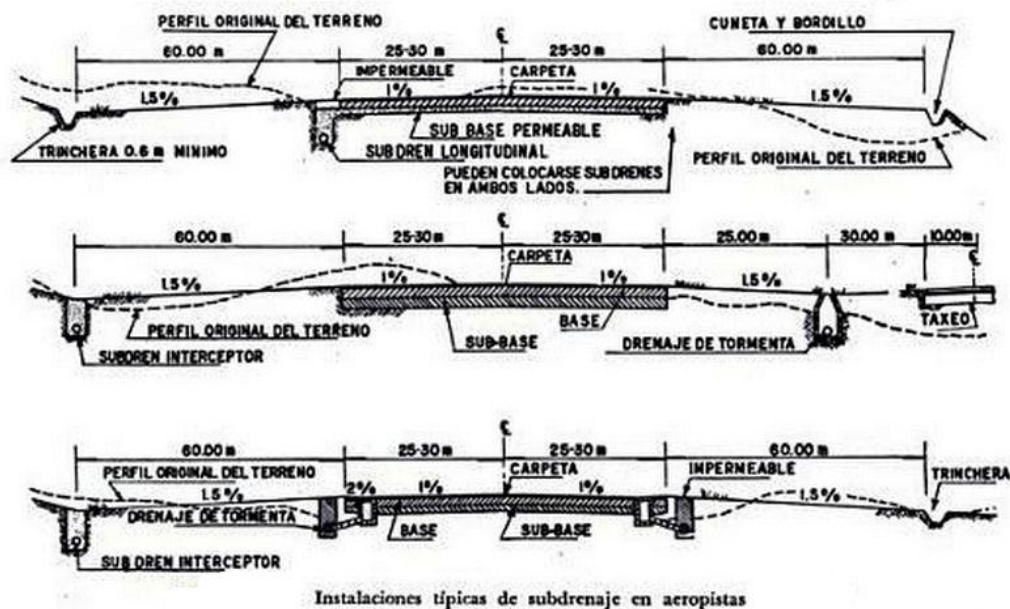 PERFIL ORIGINAL DEL TERRENO
℄
CUNETA Y BORDILLO
60.00 m
25-30 m
25-30 m
60.00 m
IMPERMEABLE
CARPETA
1.5%
1%
1%
1.5%
SUB BASE PERMEABLE
TRINCHERA 0.6 m MINIMO
SUBDREN LONGITUDINAL
PERFIL ORIGINAL DEL TERRENO
PUEDEN COLOCARSE SUBDRENES
EN AMBOS LADOS.
℄
60.00 m
25-30 m
25-30m
25.00 m
30.00 m
10.00 m
℄
1.5%
1%
CARPETA
1%
1.5%
PERFIL ORIGINAL DEL TERRENO
BASE
TAXEO
SUB-BASE
DRENAJE DE TORMENTA
SUBDREN INTERCEPTOR
℄
60.00 m
25-30 m
25-30 m
60.00 m
PERFIL ORIGINAL DEL TERRENO
CARPETA
IMPERMEABLE
TRINCHERA
1.5%
2%
1%
1%
1.5%
DRENAJE DE TORMENTA
BASE
SUB-BASE
SUB DREN INTERCEPTOR
Instalaciones típicas de subdrenaje en aeropistas